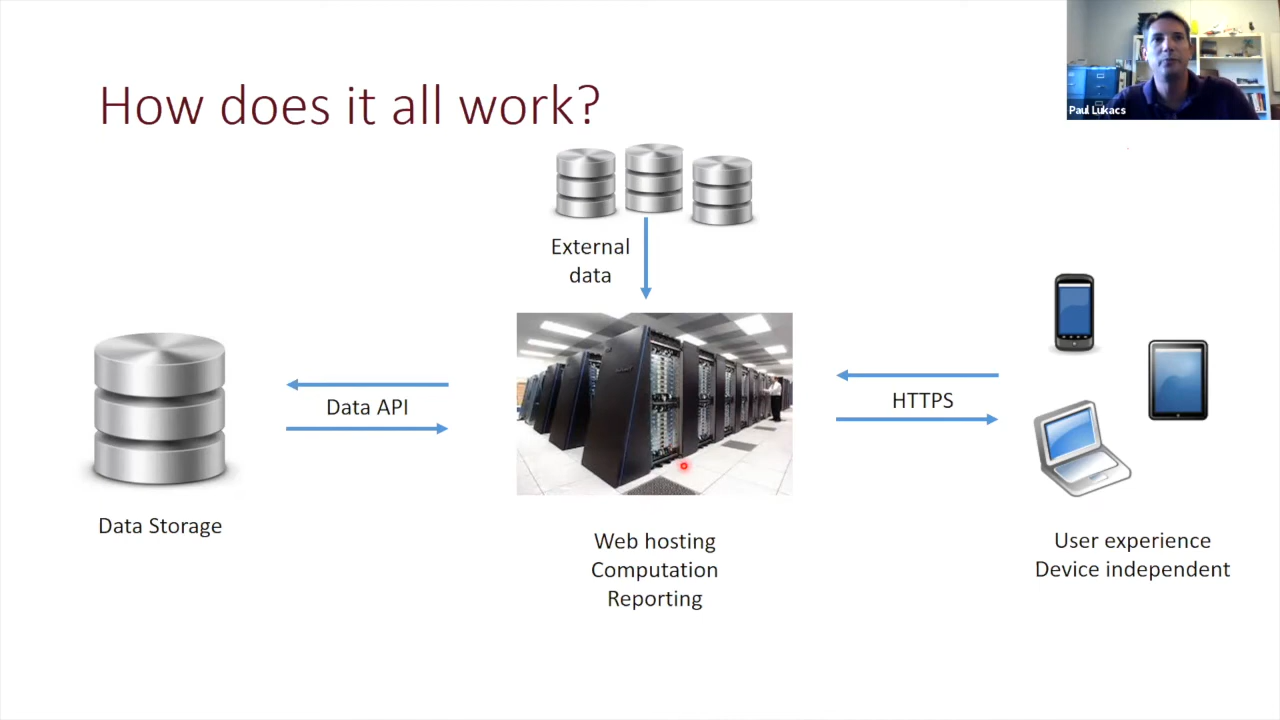 How does it all work?
Paul Lukacs
External
data
Data API
HTTPS
Data Storage
Web hosting
Computation
Reporting
User experience
Device independent